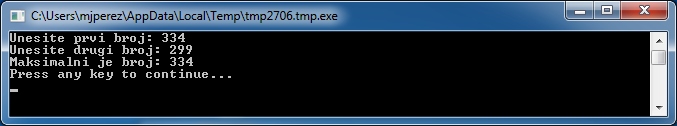 C:\Users\mjperez\AppData\Local\Temp\tmp2706.tmp.exe
Unesite prvi broj: 334
Unesite drugi broj: 299
Maksimalni je broj: 334
Press any key to continue...